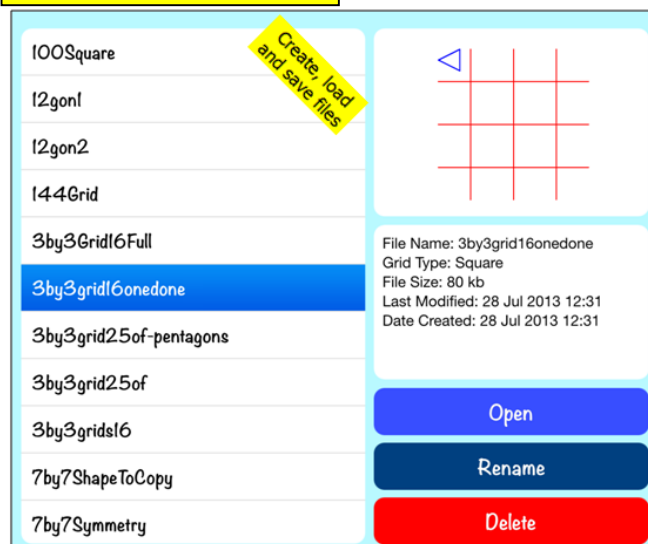 100Square
12gon1
12gon2
144Grid
3by3Grid16Full
3by3grid16onedone
3by3grid25of-pentagons
3by3grid25of
3by3grids16
7by7ShapeToCopy
7by7Symmetry
Create, load
and save files
File Name: 3by3grid16onedone
Grid Type: Square
File Size: 80 kb
Last Modified: 28 Jul 2013 12:31
Date Created: 28 Jul 2013 12:31
Open
Rename
Delete